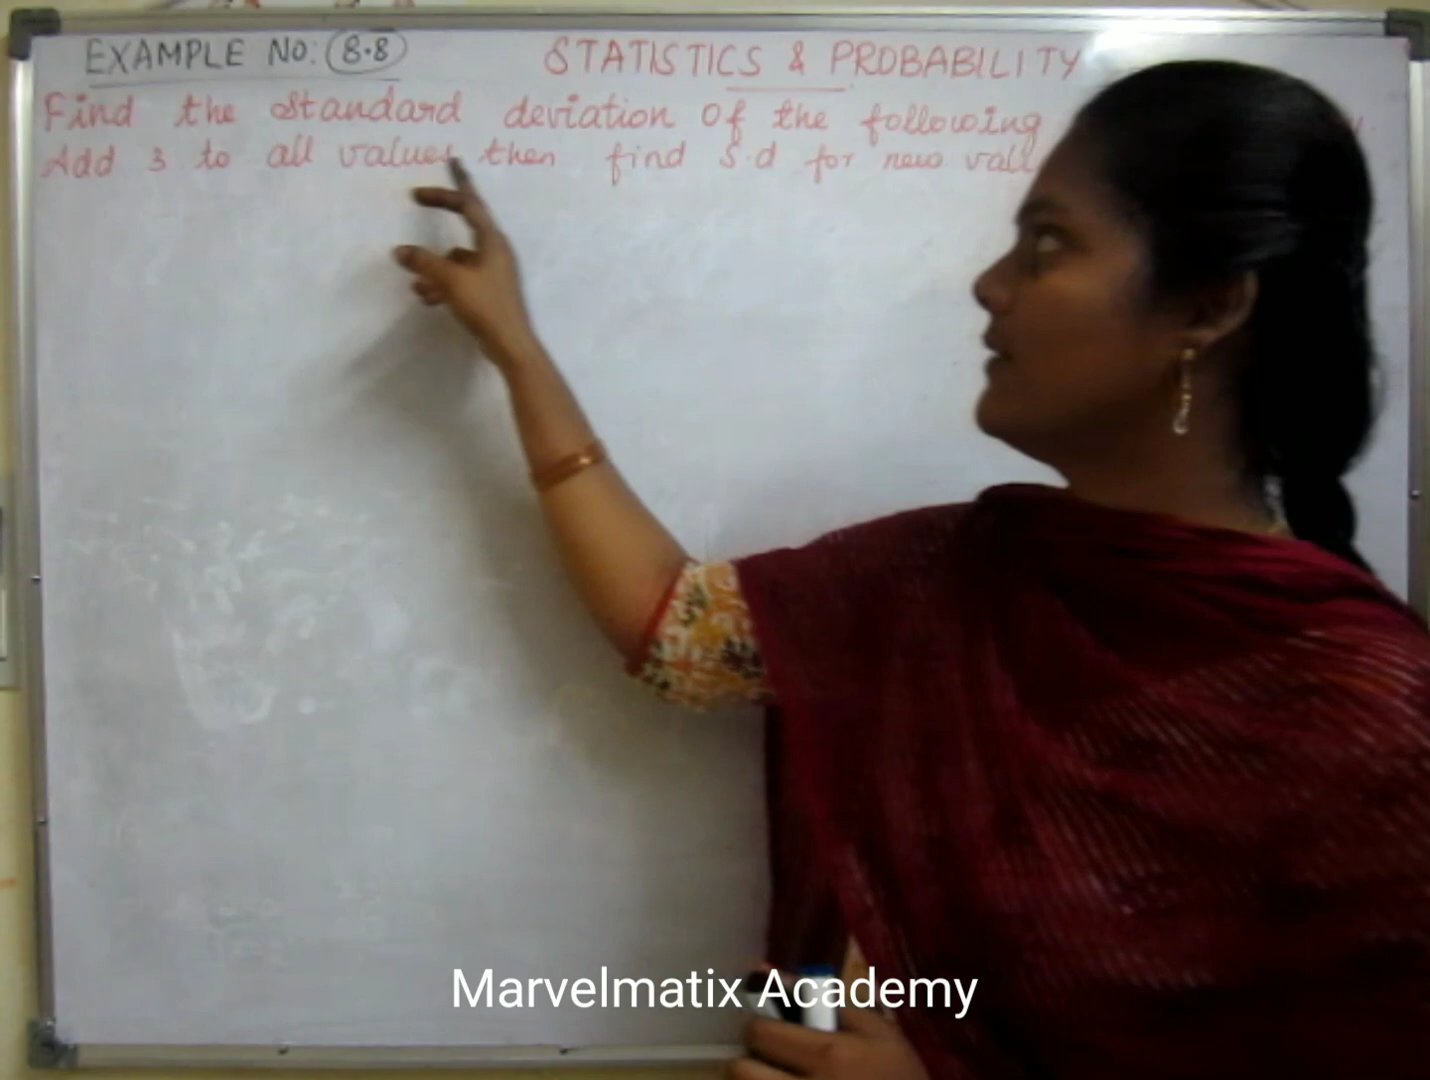 EXAMPLE NO: 8.8 STATISTICS & PROBABILITY
Find the Standard deviation Of the following
Add 3 to all values then find S.d for new
Marvelmatix Academy